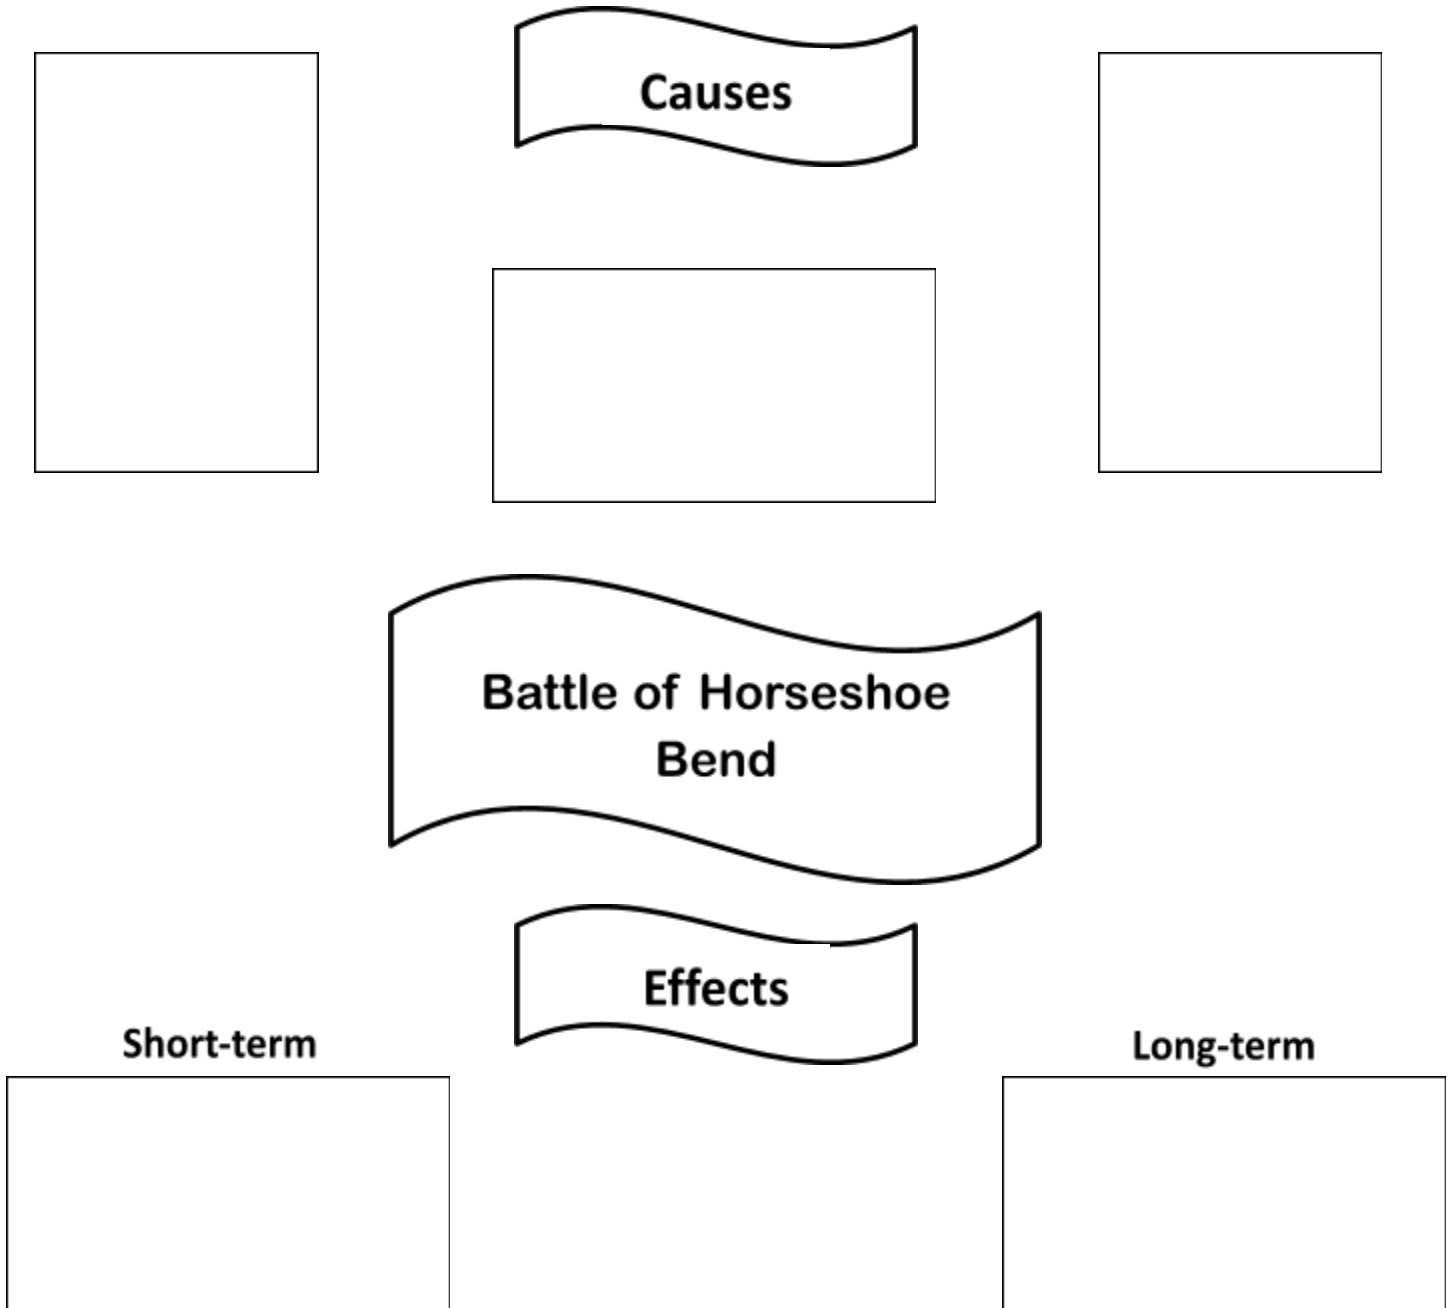 Causes
Battle of Horseshoe
Bend
Effects
Short-term
Long-term